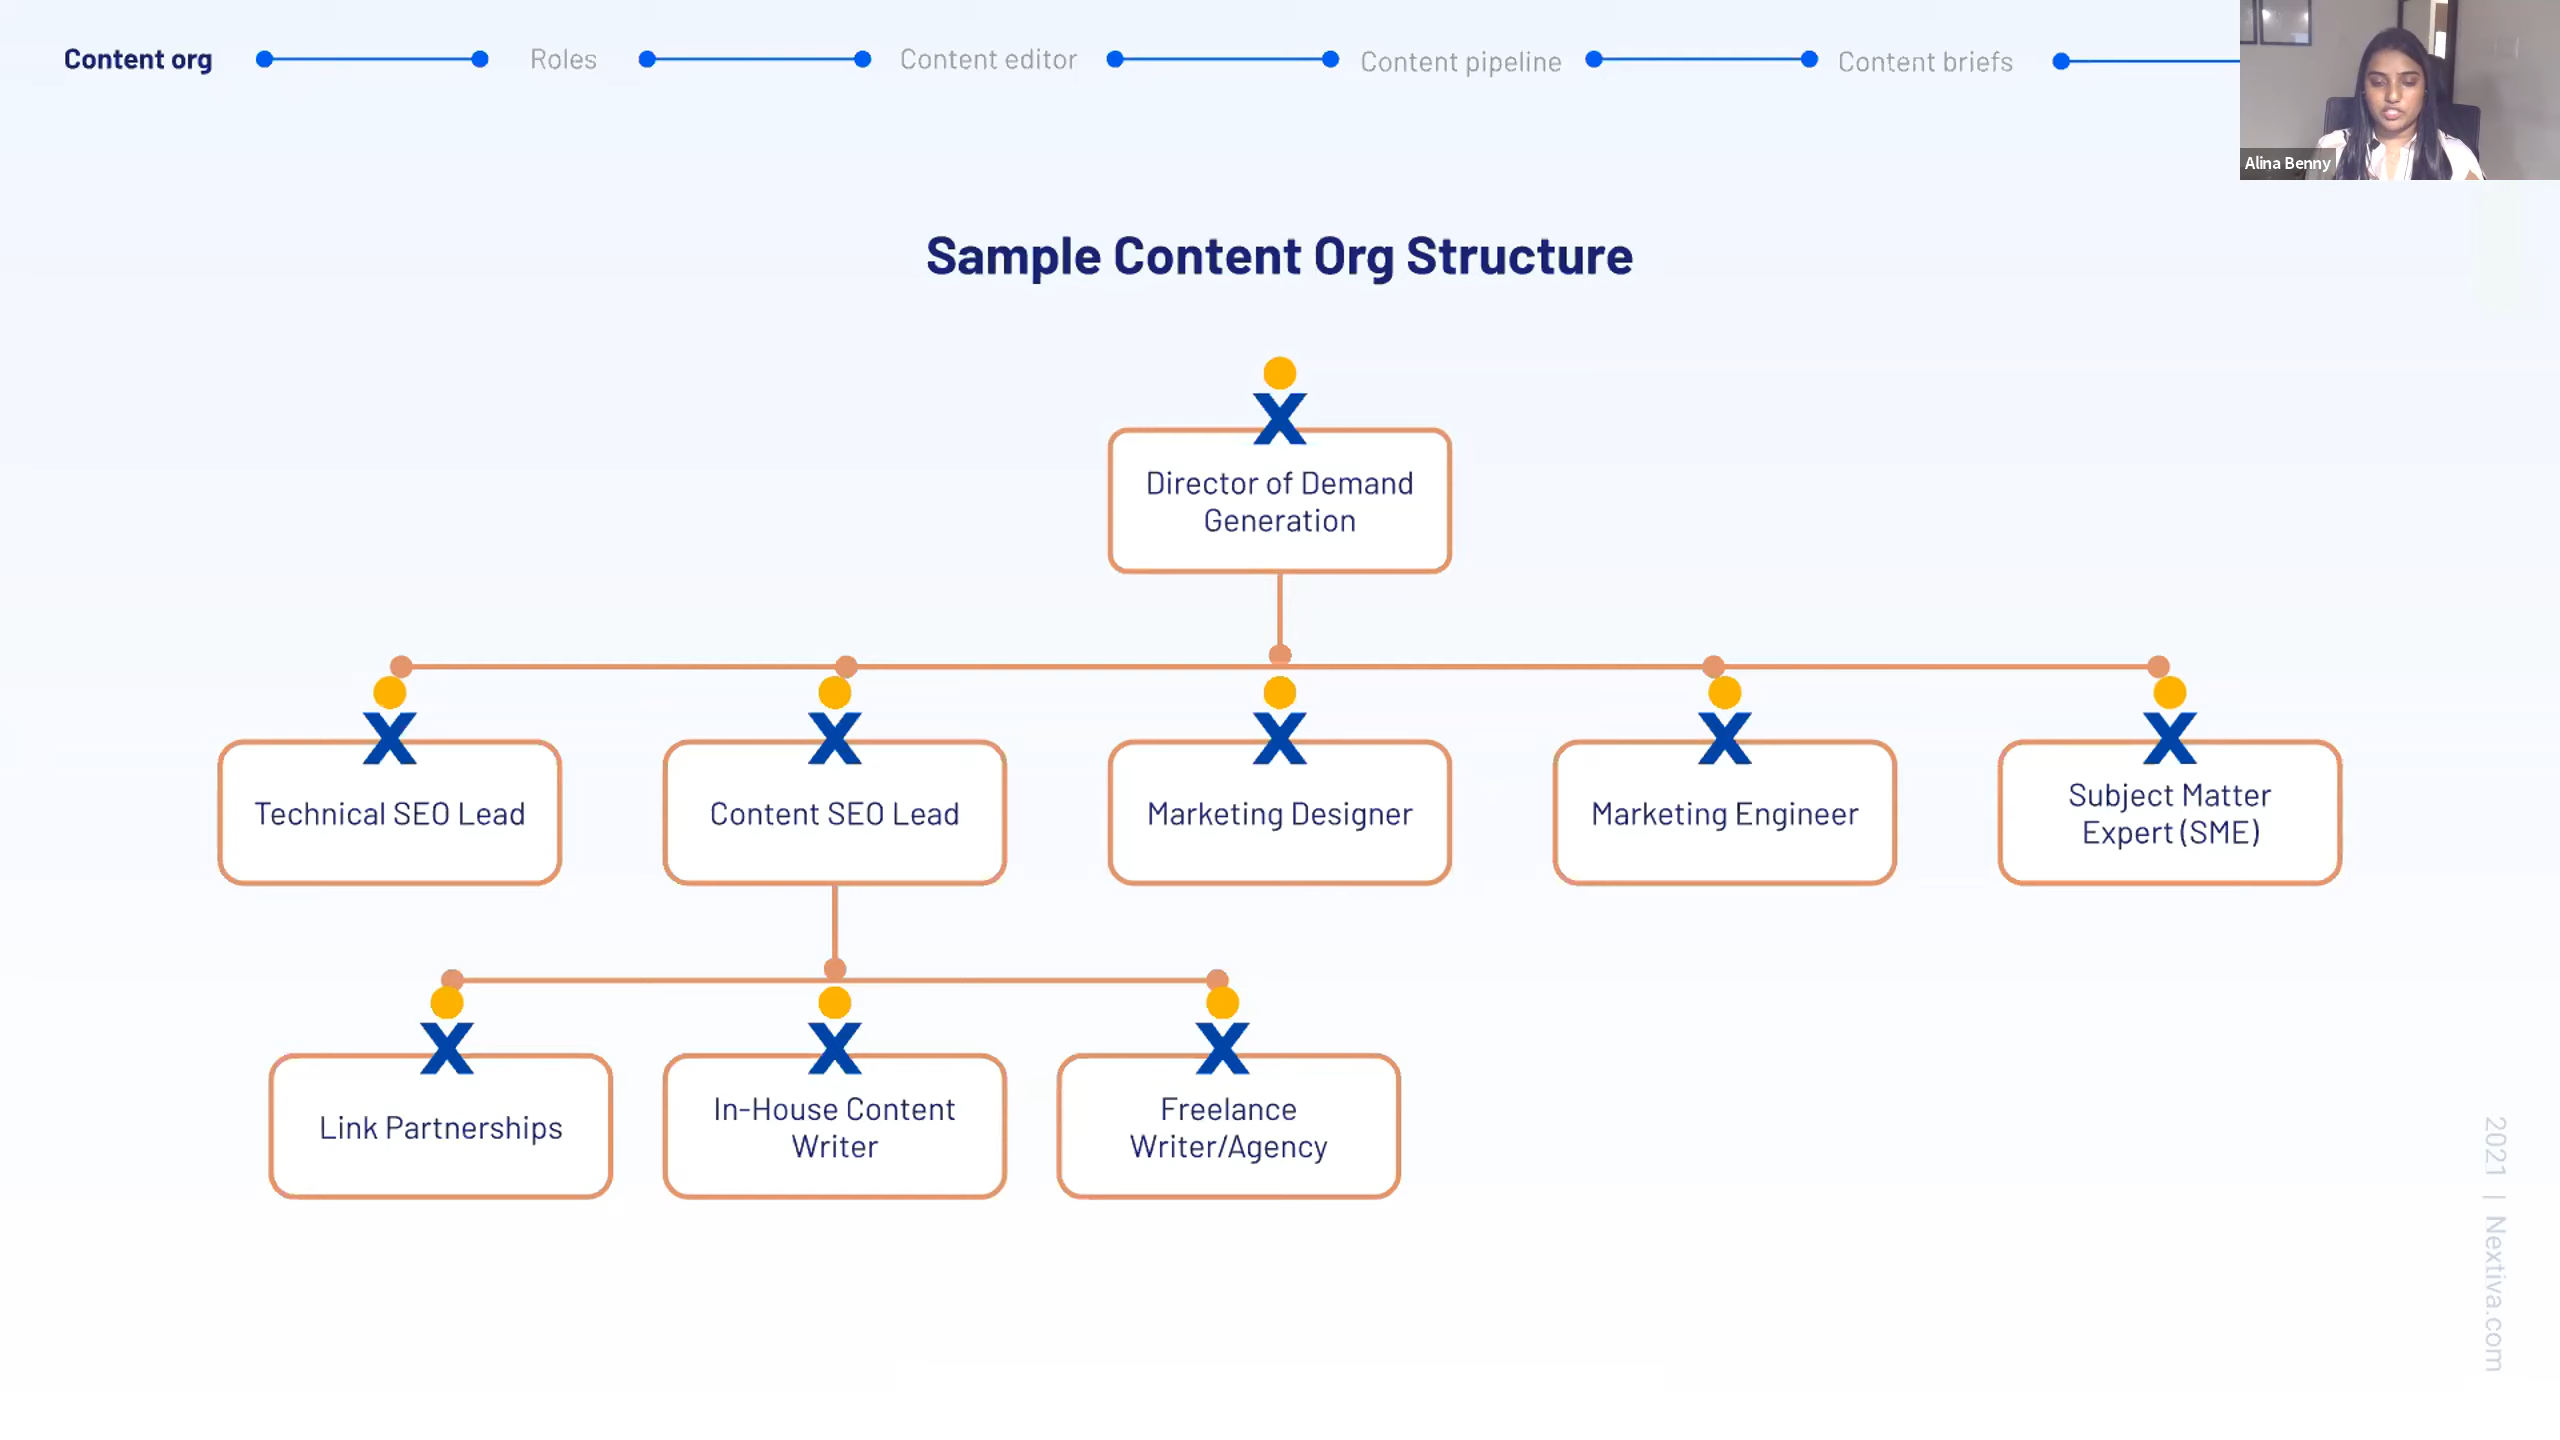 Content org
Roles
Content editor
Content pipeline
Content briefs
Alina Benny
Sample Content Org Structure
Director of Demand
Generation
Technical SEO Lead
Content SEO Lead
Marketing Designer
Marketing Engineer
Subject Matter
Expert (SME)
Link Partnerships
In-House Content
Writer
Freelance
Writer/Agency
2021 | Nextiva.com